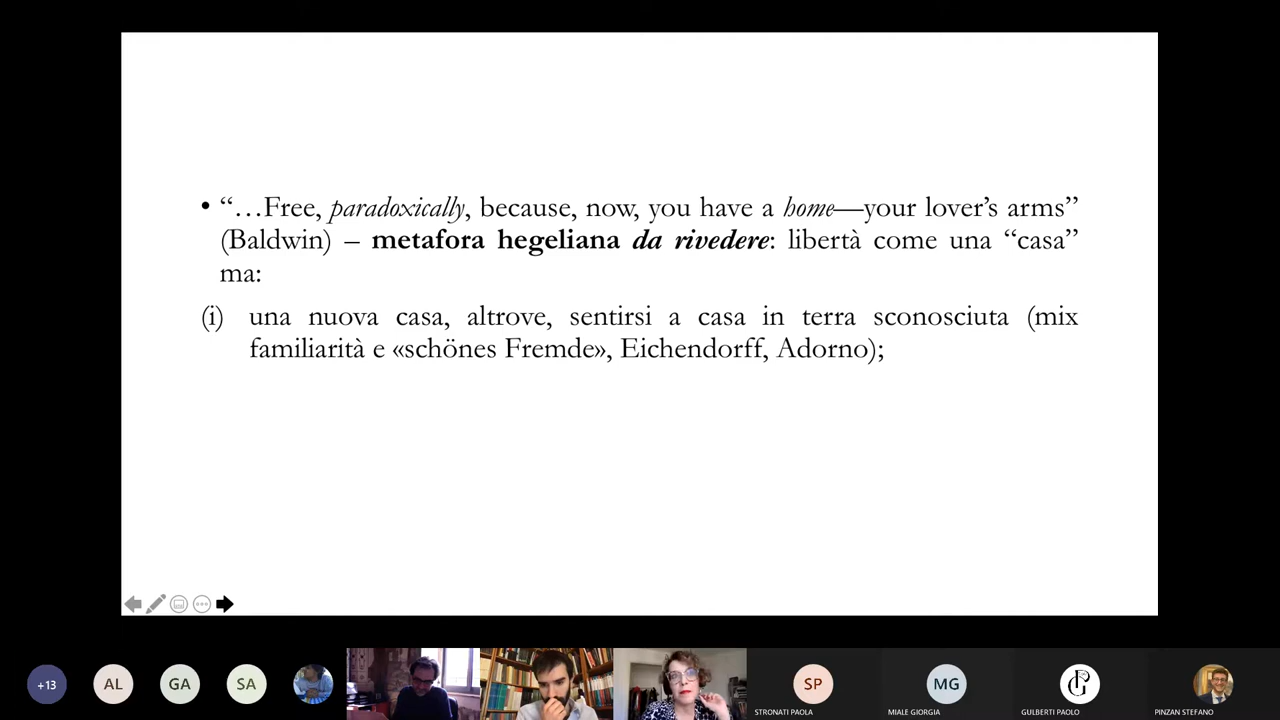 • “…Free, paradoxically, because, now, you have a home—your lover’s arms”
(Baldwin) – metafora hegeliana da rivedere: libertà come una “casa”
ma:
(i) una nuova casa, altrove, sentirsi a casa in terra sconosciuta (mix
familiarità e «schönes Fremde», Eichendorff, Adorno);
+13
AL
GA
SA
SP
STRONATI PAOLA
MG
MIALE GIORGIA
GULBERTI PAOLO
PINZAN STEFANO